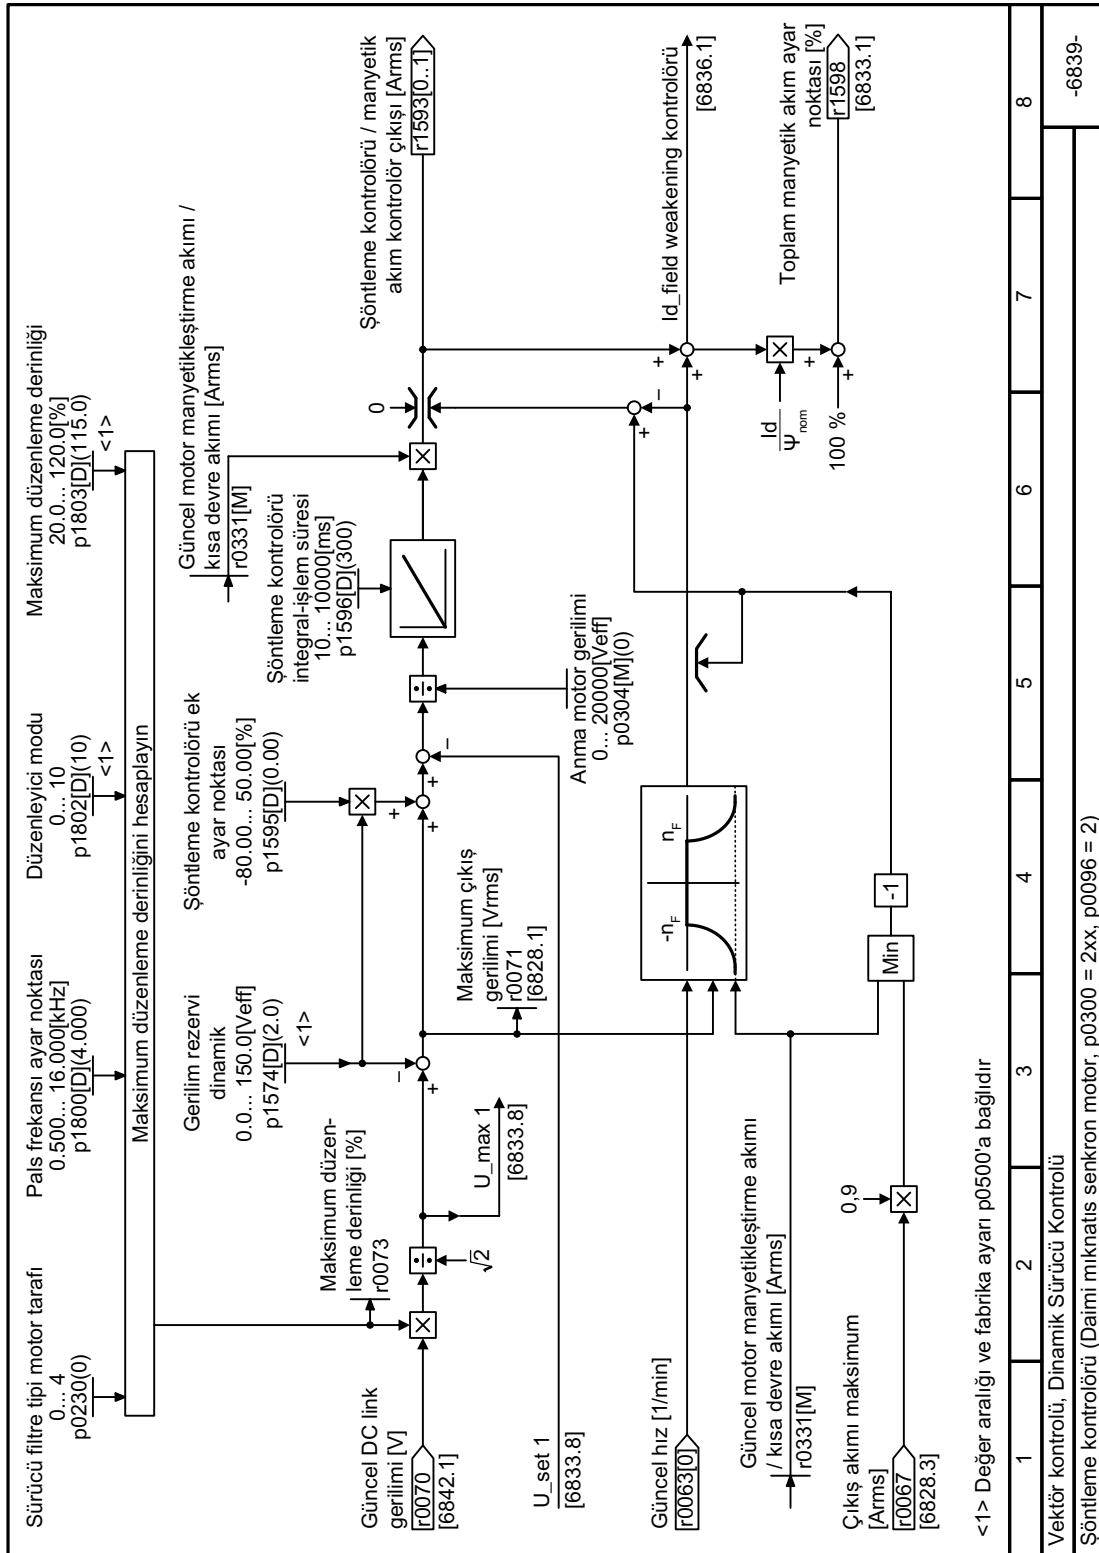 Sürücü filtre tipi motor tarafı
0... 4
p0230(0)
Pals frekansı ayar noktası
0.500... 16.000[kHz]
p1800[D](4.000)
Düzenleyici modu
0... 10
p1802[D](10)
<1>
Maksimum düzenleme derinliği
20.0... 120.0[%]
p1803[D](115.0)
<1>
Maksimum düzenleme derinliğini hesaplayın
Gerilim rezervi
dinamik
0.0... 150.0[Veff]
p1574[D](2.0)
<1>
Şöntleme kontrolörü ek
ayar noktası
-80.00... 50.00[%]
p1595[D](0.00)
Şöntleme kontrolörü
integral-işlem süresi
10... 10000[ms]
p1596[D](300)
Güncel motor manyetikleştirme akımı /
kısa devre akımı [Arms]
r0331[M]
Maksimum düzen-
leme derinliği [%]
r0073
Güncel DC link
gerilimi [V]
r0070
[6842.1]
√2
U_max 1
[6833.8]
Maksimum çıkış
gerilimi [Vrms]
r0071
[6828.1]
0
Şöntleme kontrolörü / manyetik
akım kontrolör çıkışı [Arms]
r1593[0..1]
U_set 1
[6833.8]
Anma motor gerilimi
0... 20000[Veff]
p0304[M](0)
Güncel hız [1/min]
r0063[0]
-n F
n F
Id_field weakening kontrolörü
[6836.1]
Güncel motor manyetikleştirme akımı
/ kısa devre akımı [Arms]
r0331[M]
Id
Ψnom
100 %
Toplam manyetik akım ayar
noktası [%]
r1598
[6833.1]
Çıkış akımı maksimum
[Arms]
r0067
[6828.3]
0,9
Min
-1
<1> Değer aralığı ve fabrika ayarı p0500'a bağlıdır
1 2 3 4 5 6 7 8
Vektör kontrolü, Dinamik Sürücü Kontrolü
-6839-
Şöntleme kontrolörü (Daimi mıknatıs senkron motor, p0300 = 2xx, p0096 = 2)